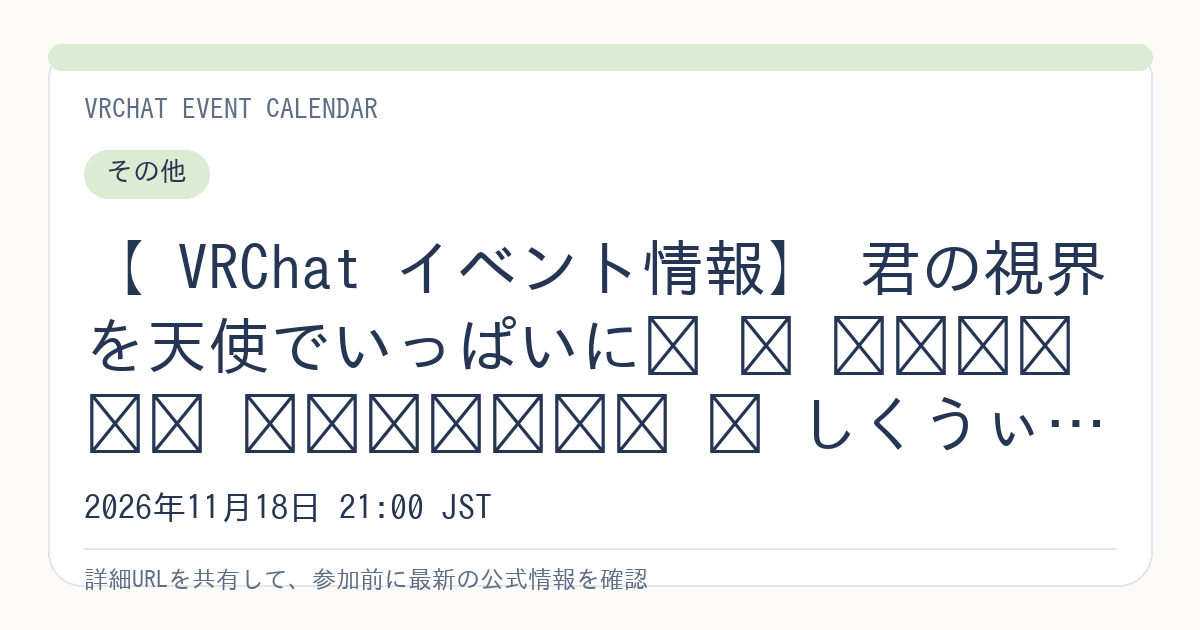 VRCHAT EVENT CALENDAR
その他
【 VRChat イベント情報】 君の視界
を天使でいっぱいに
しくうぃ…
2026年11月18日 21:00 JST
詳細URLを共有して、参加前に最新の公式情報を確認